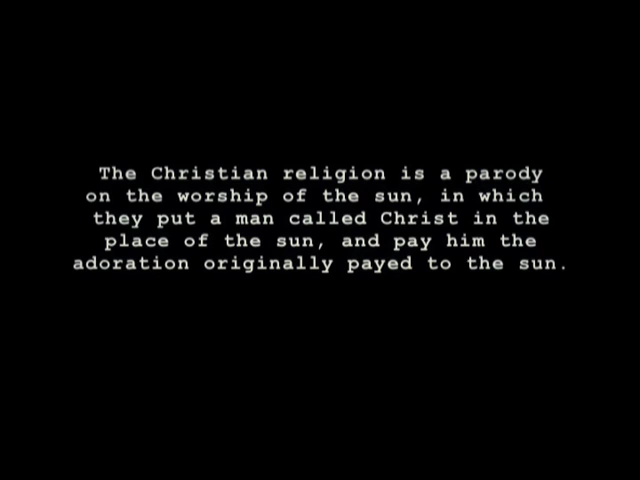 The Christian religion is a parody
on the worship of the sun, in which
they put a man called Christ in the
place of the sun, and pay him the
adoration originally payed to the sun.